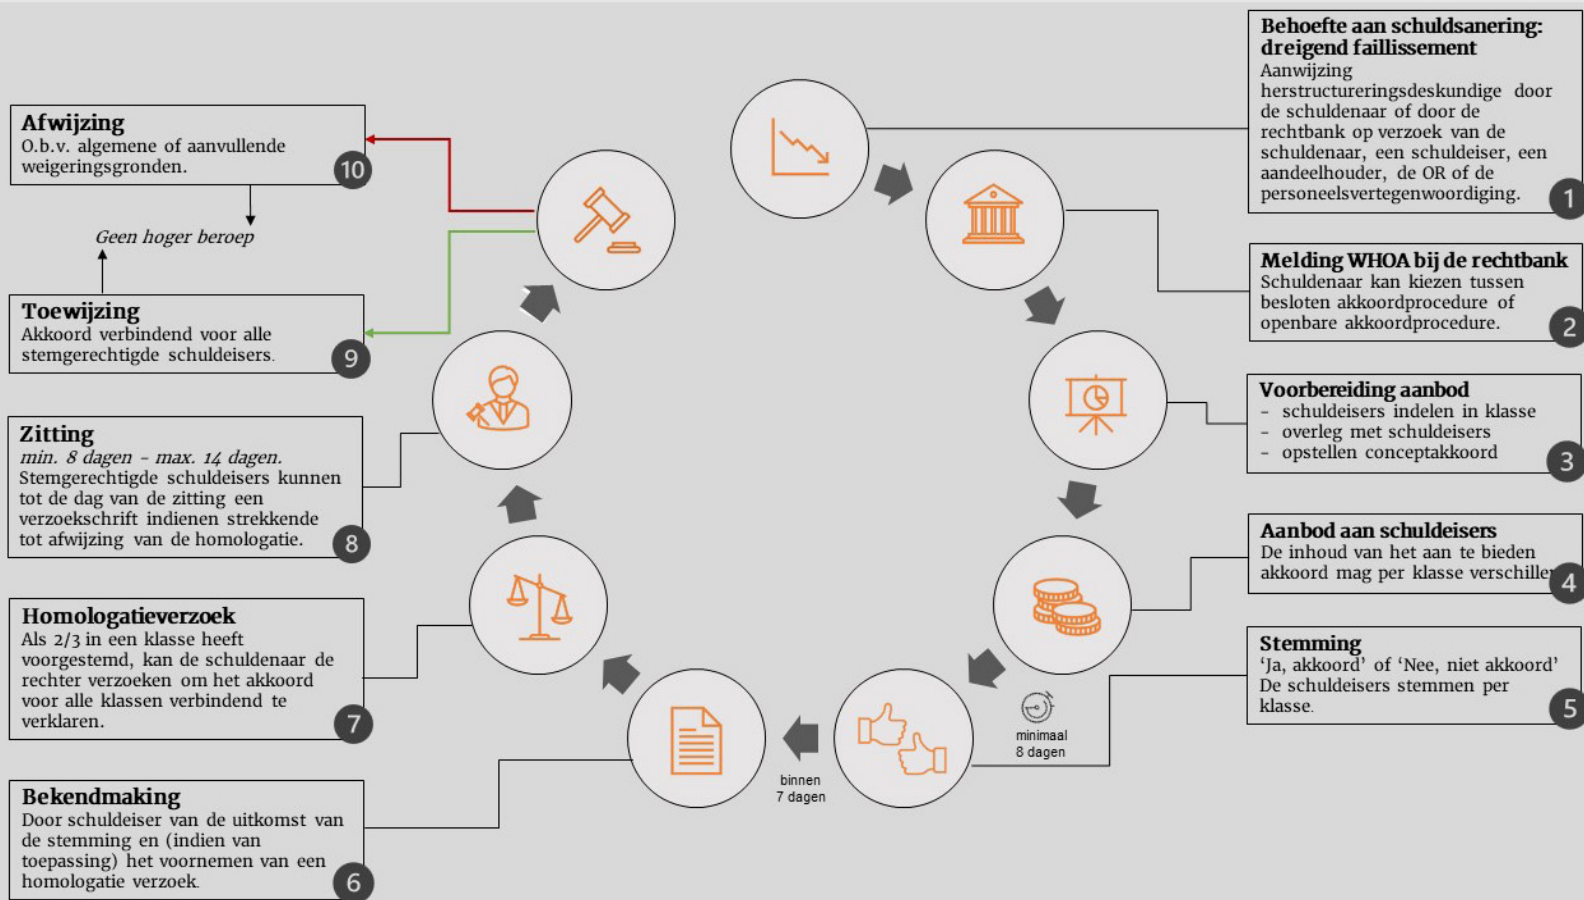 Behoefte aan schuldsanering:
dreigend faillissement
Aanwijzing
herstructureringsdeskundige door
de schuldenaar of door de
rechtbank op verzoek van de
schuldenaar, een schuldeiser, een
aandeelhouder, de OR of de
personeelsvertegenwoordiging.
1
Melding WHOA bij de rechtbank
Schuldenaar kan kiezen tussen
besloten akkoordprocedure of
openbare akkoordprocedure.
2
Voorbereiding aanbod
- schuldeisers indelen in klasse
- overleg met schuldeisers
- opstellen conceptakkoord
3
Aanbod aan schuldeisers
De inhoud van het aan te bieden
akkoord mag per klasse verschille
4
Stemming
‘Ja, akkoord’ of ‘Nee, niet akkoord’
De schuldeisers stemmen per
klasse.
5
minimaal
8 dagen
binnen
7 dagen
Bekendmaking
Door schuldeiser van de uitkomst van
de stemming en (indien van
toepassing) het voornemen van een
homologatie verzoek.
6
Homologatieverzoek
Als 2/3 in een klasse heeft
voorgestemd, kan de schuldenaar de
rechter verzoeken om het akkoord
voor alle klassen verbindend te
verklaren.
7
Zitting
min. 8 dagen - max. 14 dagen.
Stemgerechtigde schuldeisers kunnen
tot de dag van de zitting een
verzoekschrift indienen strekkende
tot afwijzing van de homologatie.
8
Toewijzing
Akkoord verbindend voor alle
stemgerechtigde schuldeisers.
9
Geen hoger beroep
Afwijzing
O.b.v. algemene of aanvullende
weigeringsgronden.
10